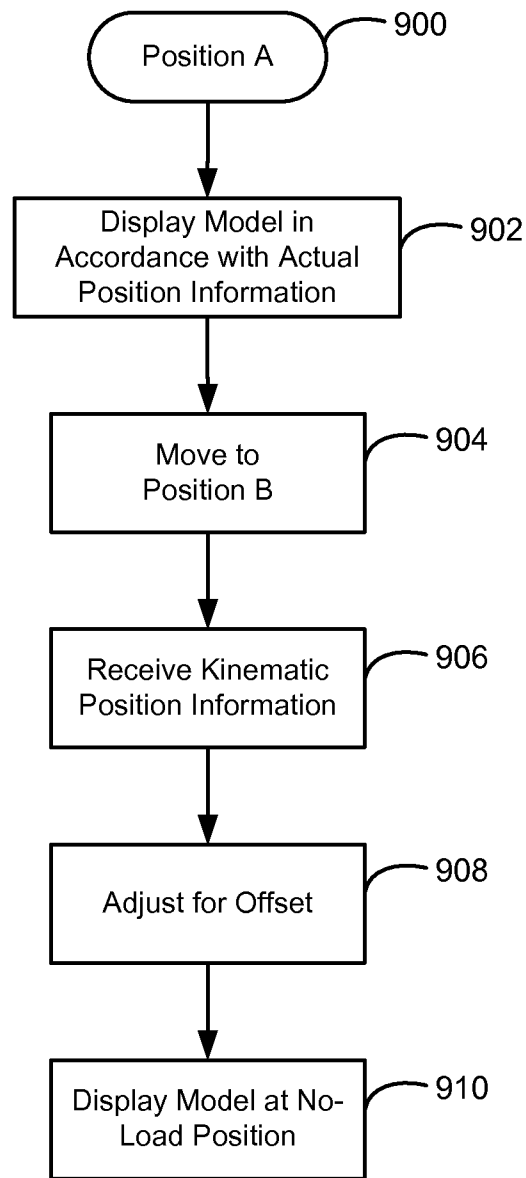 Position A
900
Display Model in
Accordance with Actual
Position Information
902
Move to
Position B
904
Receive Kinematic
Position Information
906
Adjust for Offset
908
Display Model at No-
Load Position
910